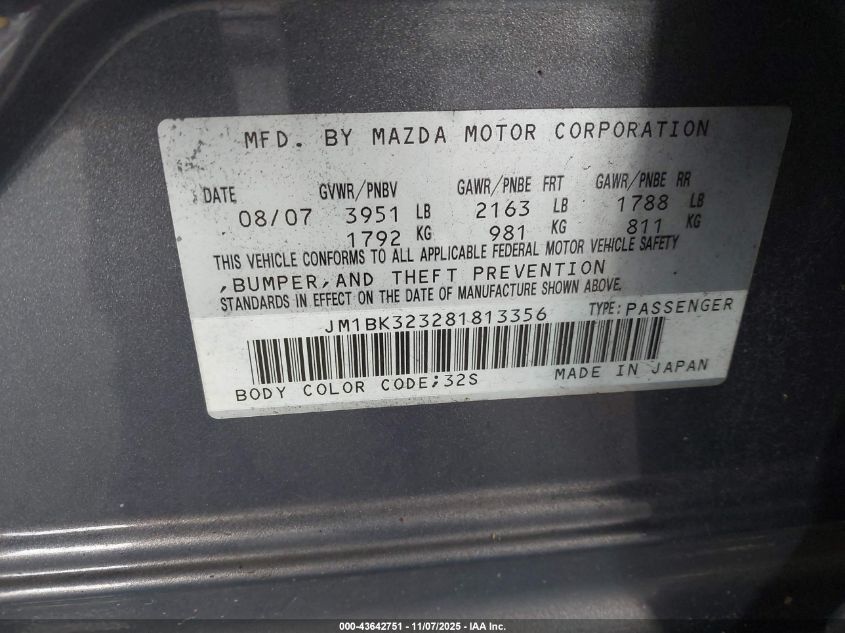 MFD. BY MAZDA MOTOR CORPORATION
DATE GVWR/PNBV GAWR/PNBE FRT GAWR/PNBE RR
08/07 3951 LB 2163 LB 1788 LB
1792 KG 981 KG 811 KG
THIS VEHICLE CONFORMS TO ALL APPLICABLE FEDERAL MOTOR VEHICLE SAFETY
,BUMPER,AND THEFT PREVENTION
STANDARDS IN EFFECT ON THE DATE OF MANUFACTURE SHOWN ABOVE.
JM1BK323281813356 TYPE:PASSENGER
BODY COLOR CODE;32S MADE IN JAPAN
000-43642751 - 11/07/2025 - IAA Inc.